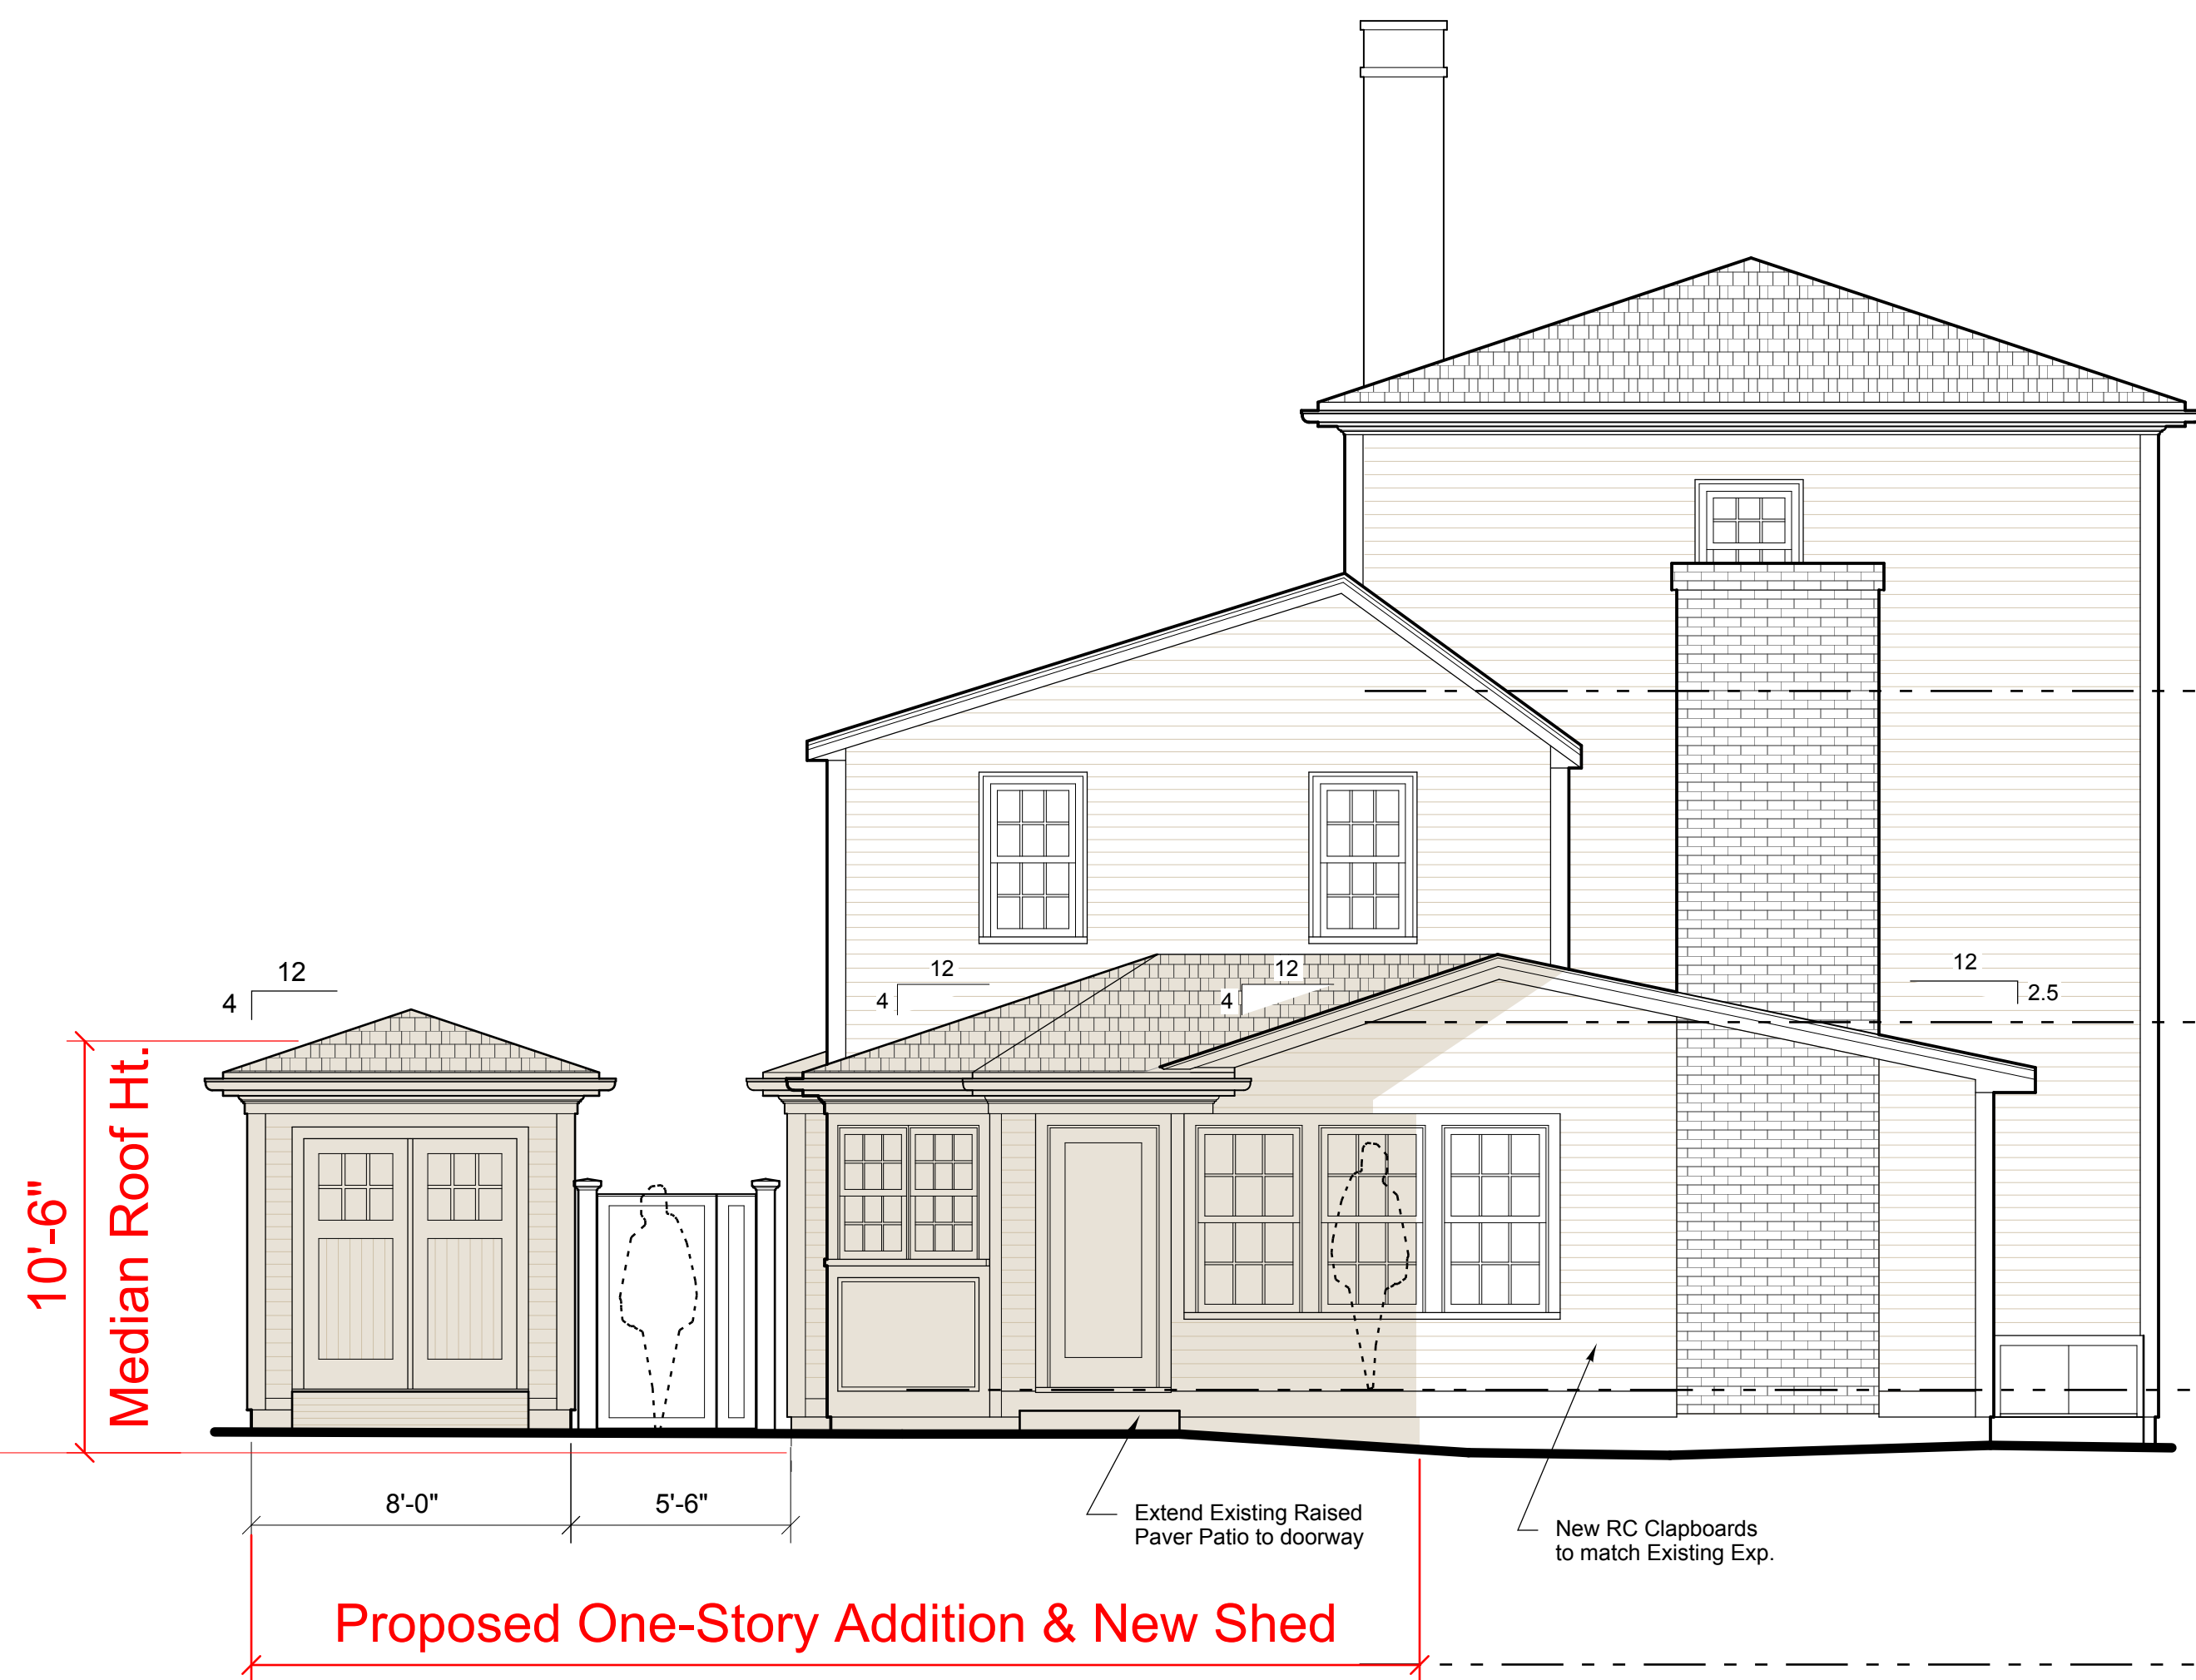 12
4
12
4
12
4
12
2.5
10'-6"
Median Roof Ht.
8'-0"
5'-6"
Extend Existing Raised
Paver Patio to doorway
New RC Clapboards
to match Existing Exp.
Proposed One-Story Addition & New Shed